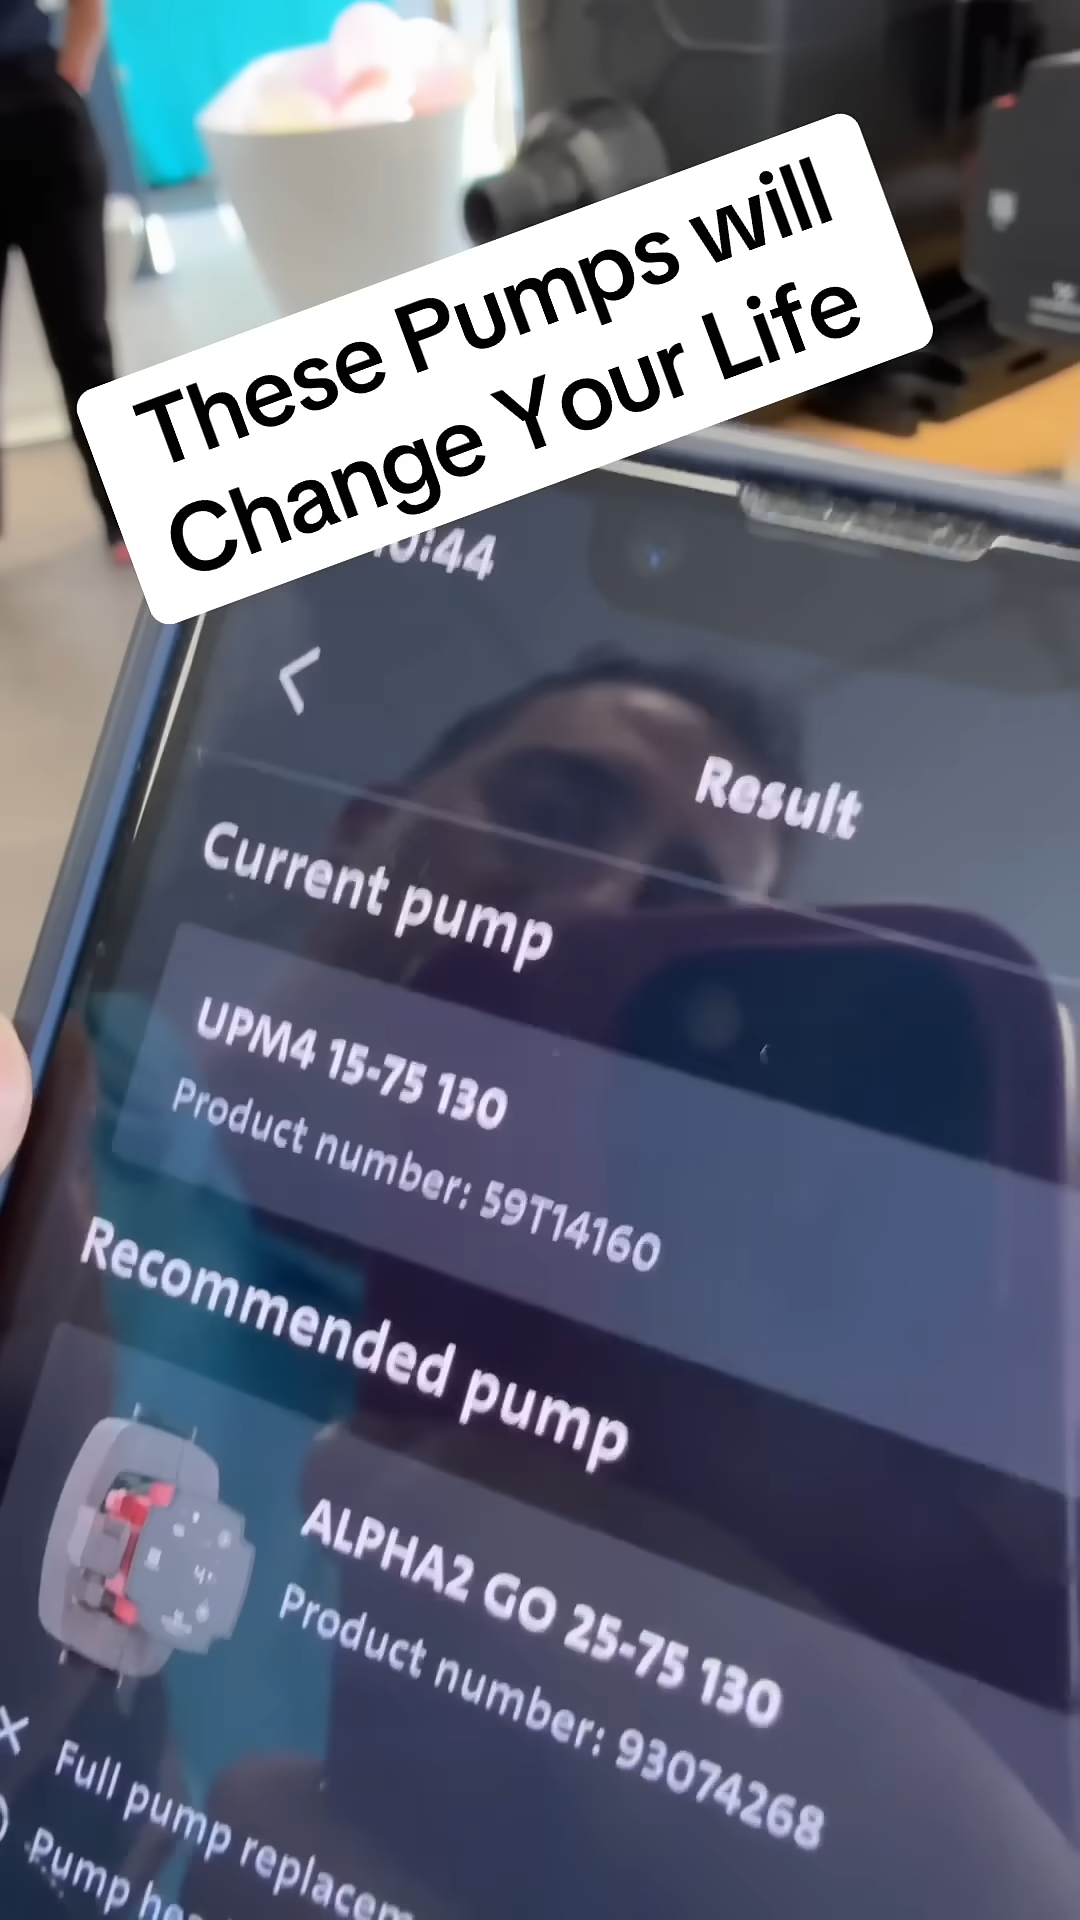 These Pumps will
Change Your Life
:44
Result
Current pump
UPM4 15-75 130
Product number: 59T14160
Recommended pump
ALPHA2 GO 25-75 130
Product number: 93074268
Full pump
Pump